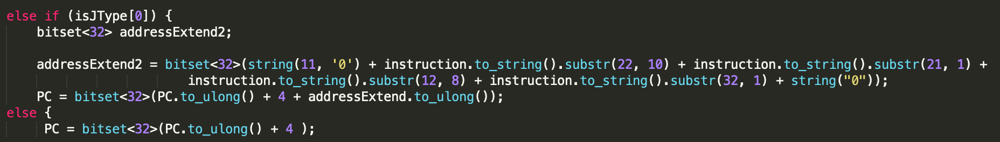 else if (isJType[0]) {
bitset<32> addressExtend2;
addressExtend2 = bitset<32>(string(11, '0') + instruction.to_string().substr(22, 10) + instruction.to_string().substr(21, 1) +
instruction.to_string().substr(12, 8) + instruction.to_string().substr(32, 1) + string("0"));
PC = bitset<32>(PC.to_ulong() + 4 + addressExtend.to_ulong());
else {
PC = bitset<32>(PC.to_ulong() + 4 );